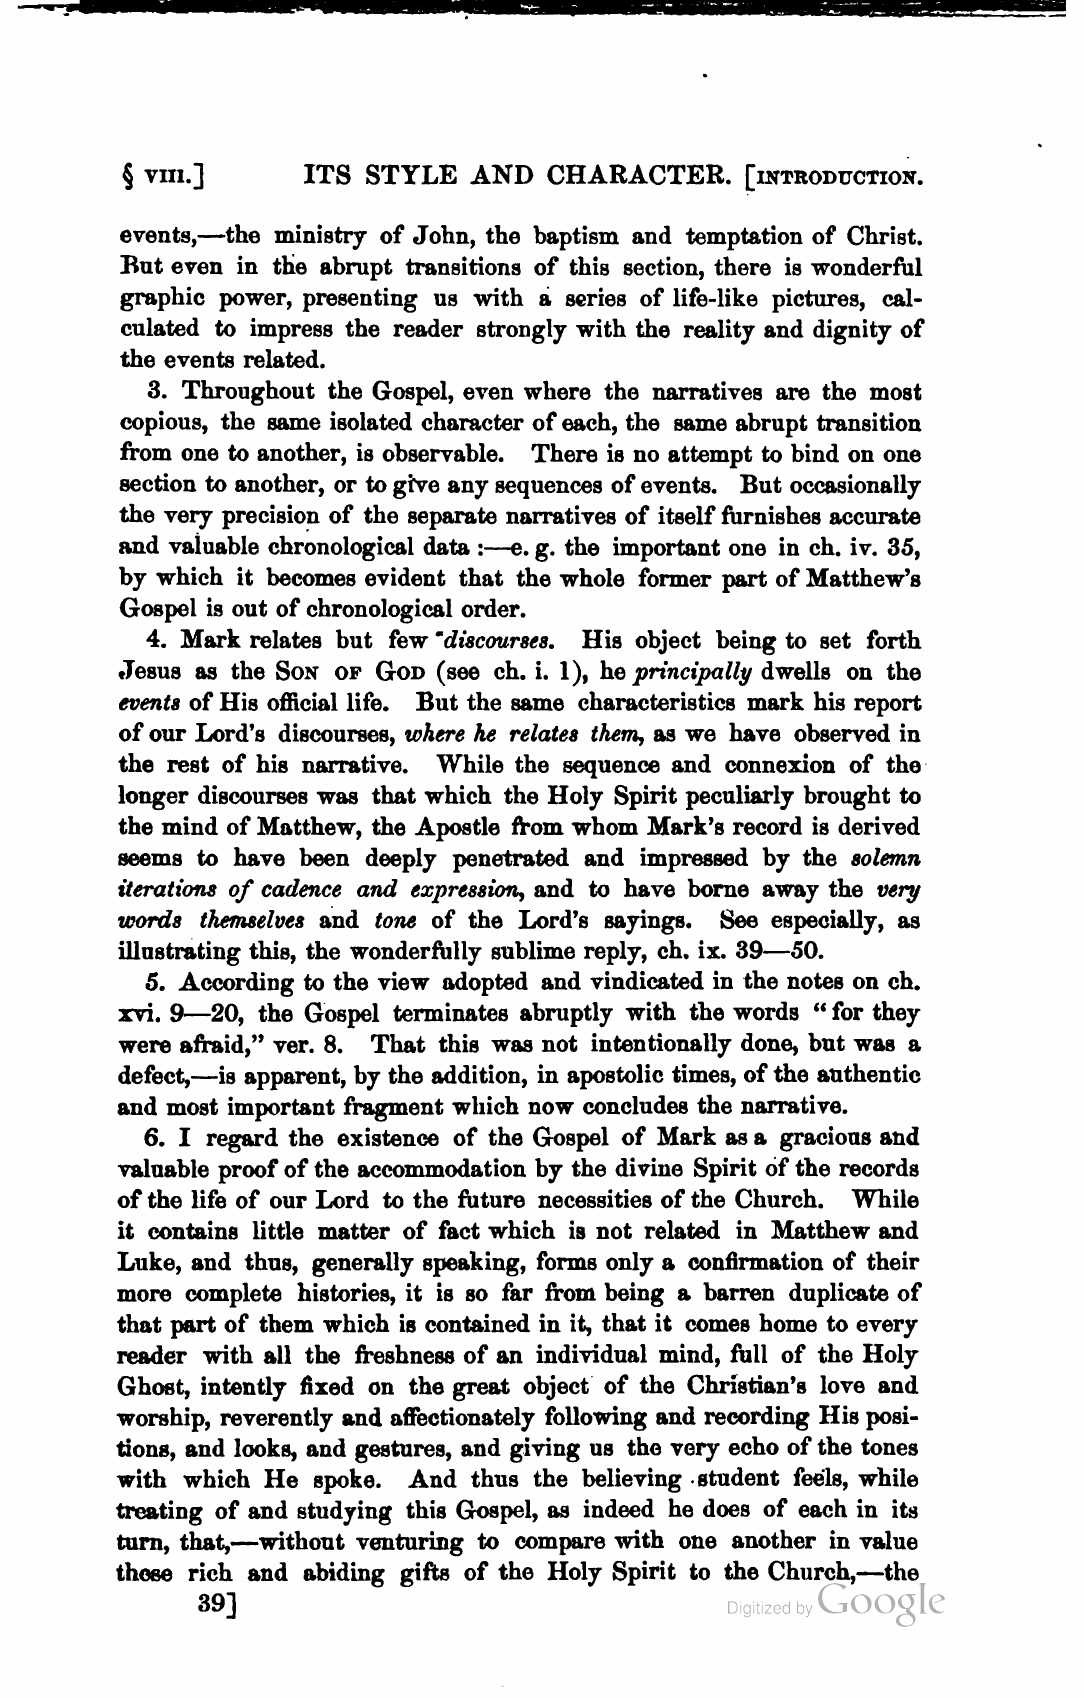 § VIII.] ITS STYLE AND CHARACTER. [INTRODUCTION.
events,—the ministry of John, the baptism and temptation of Christ.
But even in the abrupt transitions of this section, there is wonderful
graphic power, presenting us with a series of life-like pictures, cal-
culated to impress the reader strongly with the reality and dignity of
the events related.
3. Throughout the Gospel, even where the narratives are the most
copious, the same isolated character of each, the same abrupt transition
from one to another, is observable. There is no attempt to bind on one
section to another, or to give any sequences of events. But occasionally
the very precision of the separate narratives of itself furnishes accurate
and valuable chronological data :—e. g. the important one in ch. iv. 35,
by which it becomes evident that the whole former part of Matthew's
Gospel is out of chronological order.
4. Mark relates but few discourses. His object being to set forth
Jesus as the SON OF GOD (see ch. i. 1), he principally dwells on the
events of His official life. But the same characteristics mark his report
of our Lord's discourses, where he relates them, as we have observed in
the rest of his narrative. While the sequence and connexion of the
longer discourses was that which the Holy Spirit peculiarly brought to
the mind of Matthew, the Apostle from whom Mark's record is derived
seems to have been deeply penetrated and impressed by the solemn
iterations of cadence and expression, and to have borne away the very
words themselves and tone of the Lord's sayings. See especially, as
illustrating this, the wonderfully sublime reply, ch. ix. 39—50.
5. According to the view adopted and vindicated in the notes on ch.
xvi. 9—20, the Gospel terminates abruptly with the words “for they
were afraid,” ver. 8. That this was not intentionally done, but was a
defect,—is apparent, by the addition, in apostolic times, of the authentic
and most important fragment which now concludes the narrative.
6. I regard the existence of the Gospel of Mark as a gracious and
valuable proof of the accommodation by the divine Spirit of the records
of the life of our Lord to the future necessities of the Church. While
it contains little matter of fact which is not related in Matthew and
Luke, and thus, generally speaking, forms only a confirmation of their
more complete histories, it is so far from being a barren duplicate of
that part of them which is contained in it, that it comes home to every
reader with all the freshness of an individual mind, full of the Holy
Ghost, intently fixed on the great object of the Christian's love and
worship, reverently and affectionately following and recording His posi-
tions, and looks, and gestures, and giving us the very echo of the tones
with which He spoke. And thus the believing student feels, while
treating of and studying this Gospel, as indeed he does of each in its
turn, that,—without venturing to compare with one another in value
these rich and abiding gifts of the Holy Spirit to the Church,—the
39]
Digitized by Google